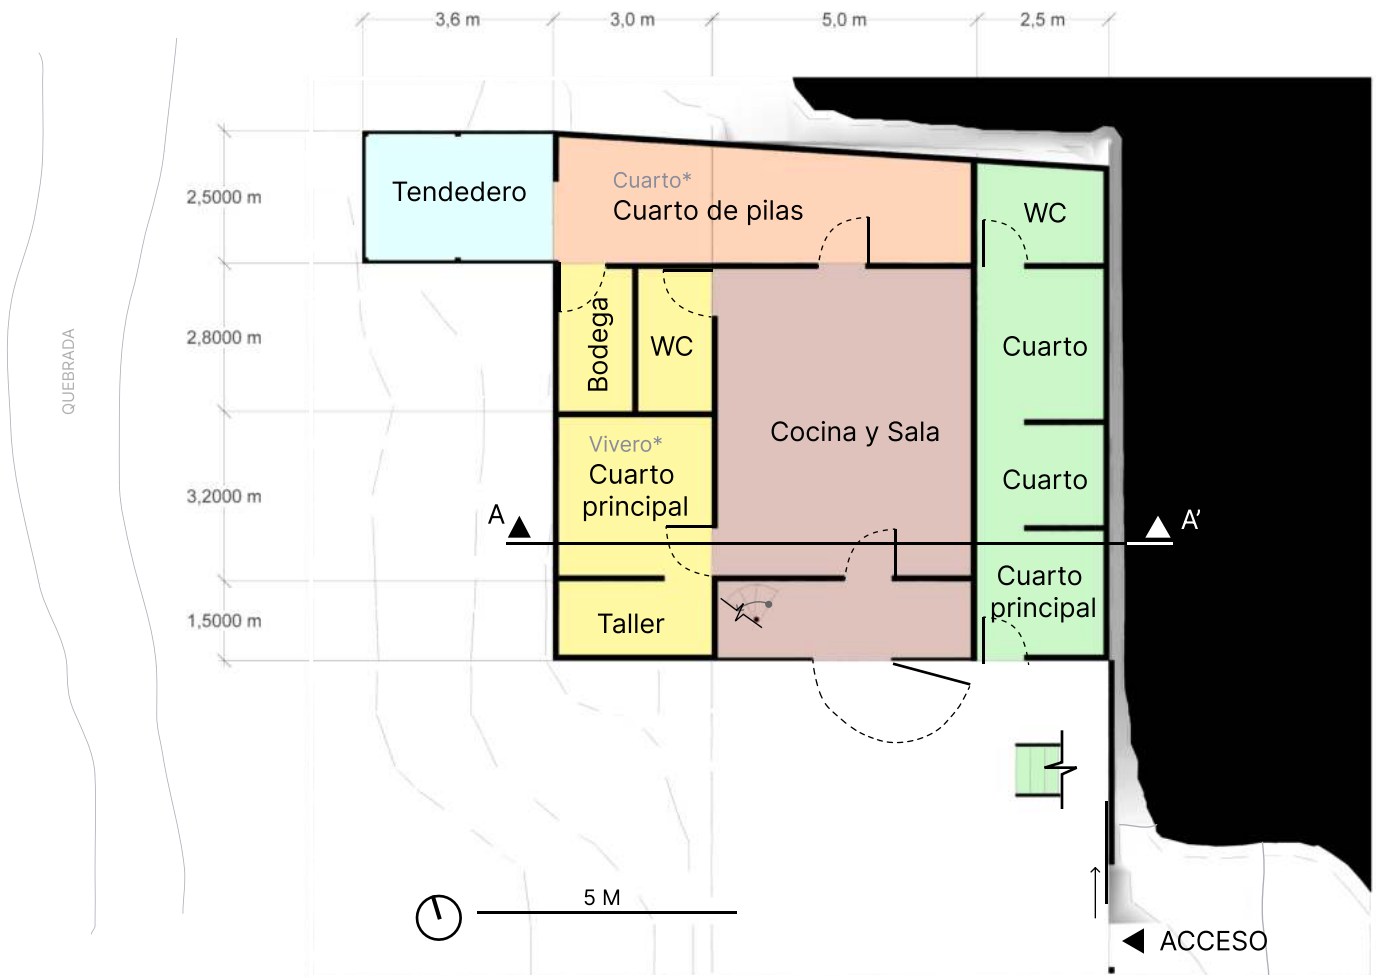 3,6 m
3,0 m
5,0 m
2,5 m
2,5000 m
2,8000 m
3,2000 m
1,5000 m
QUEBRADA
Tendedero
Cuarto*
Cuarto de pilas
WC
Bodega
WC
Cuarto
Cocina y Sala
Vivero*
Cuarto
principal
Cuarto
A
A’
Cuarto
principal
Taller
5 M
ACCESO